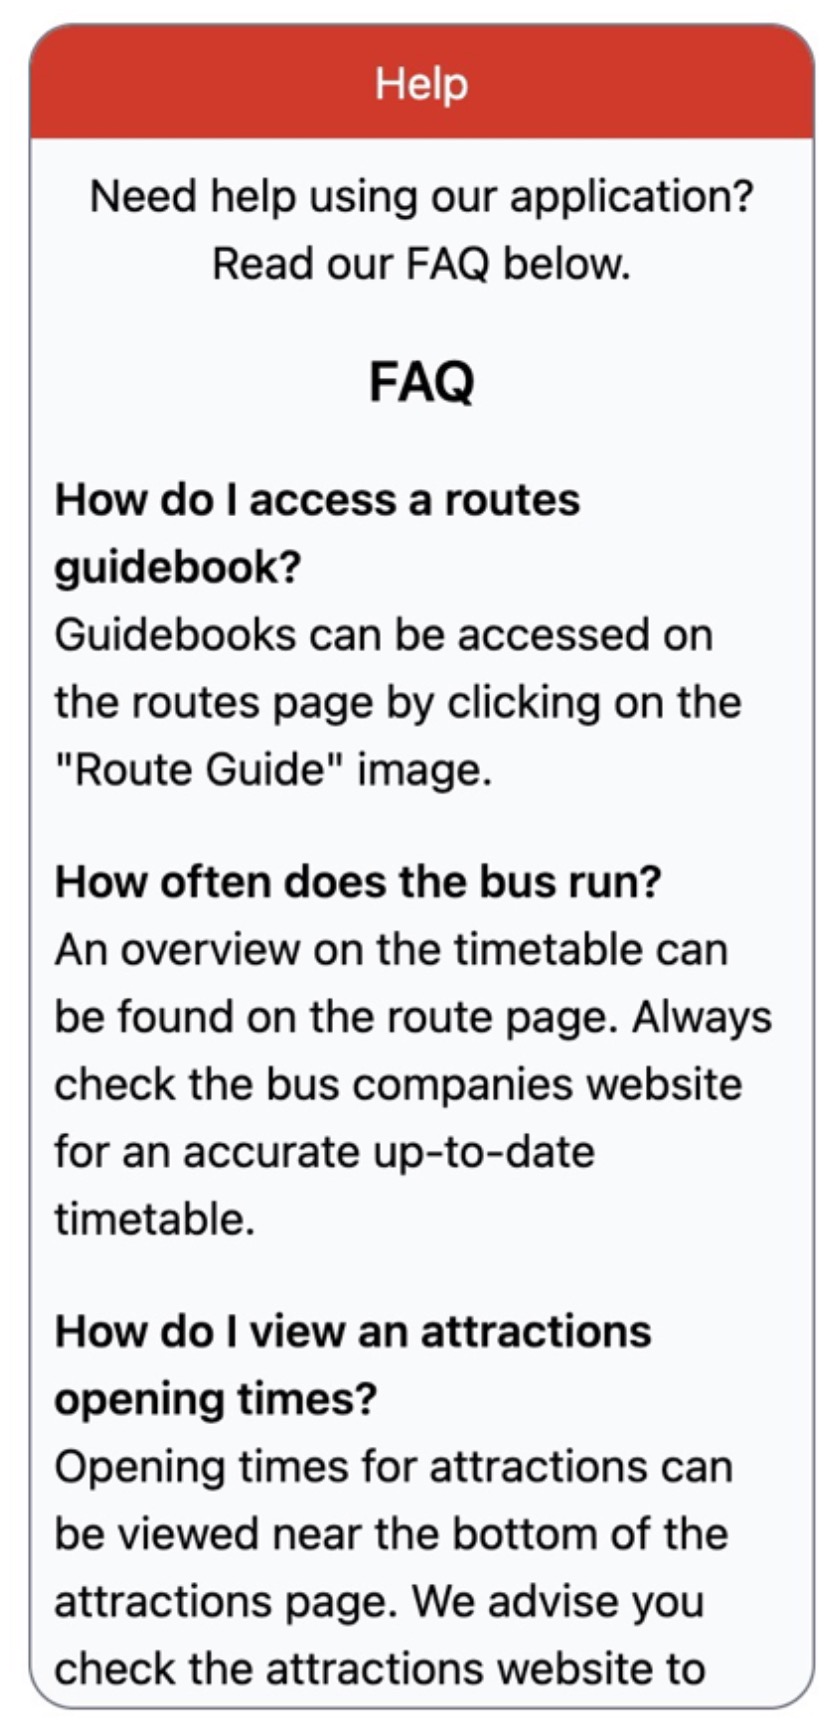 Help
Need help using our application?
Read our FAQ below.
FAQ
How do I access a routes
guidebook?
Guidebooks can be accessed on
the routes page by clicking on the
"Route Guide" image.
How often does the bus run?
An overview on the timetable can
be found on the route page. Always
check the bus companies website
for an accurate up-to-date
timetable.
How do I view an attractions
opening times?
Opening times for attractions can
be viewed near the bottom of the
attractions page. We advise you
check the attractions website to